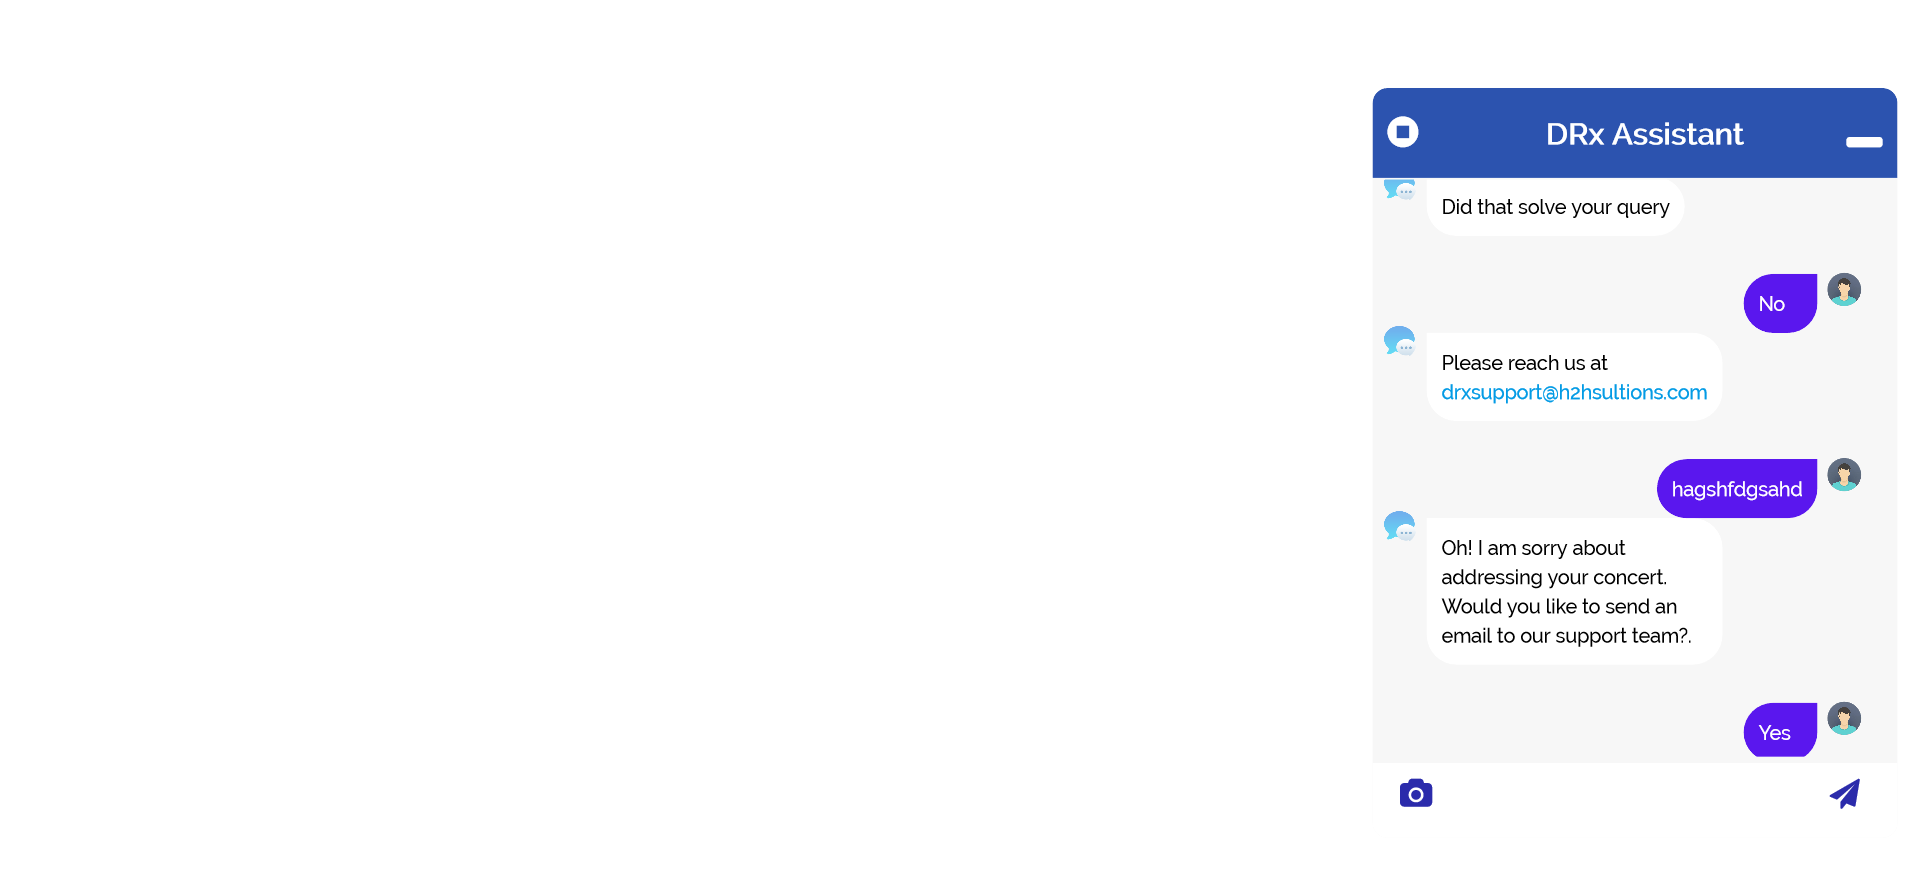 DRx Assistant
Did that solve your query
No
Please reach us at
drxsupport@h2hsultions.com
hagshfdgsahd
Oh! I am sorry about
addressing your concert.
Would you like to send an
email to our support team?.
Yes